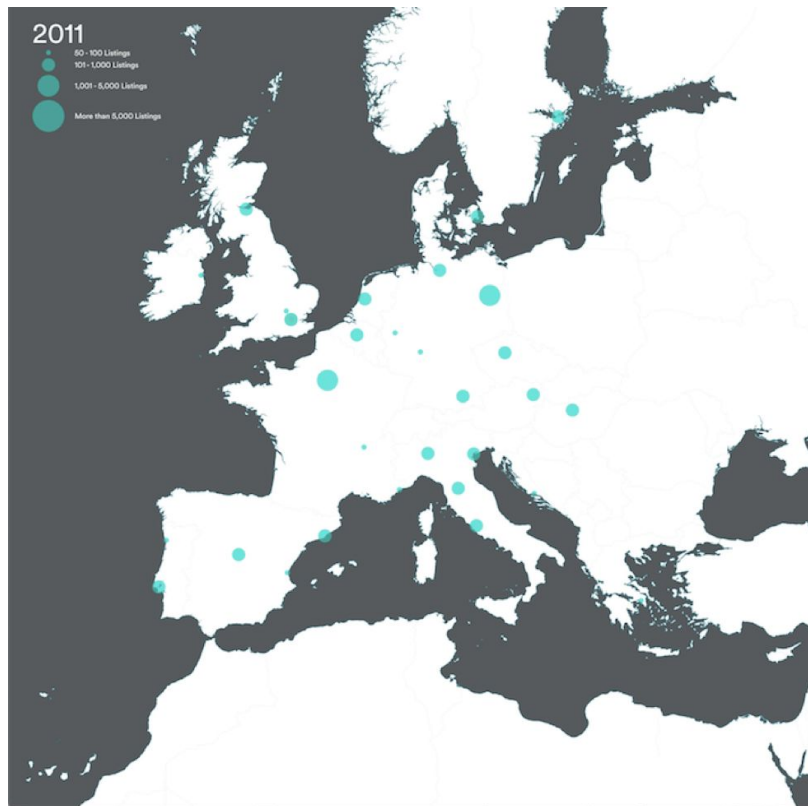 2011
50 - 100 Listings
101 - 1,000 Listings
1,001 - 5,000 Listings
More than 5,000 Listings